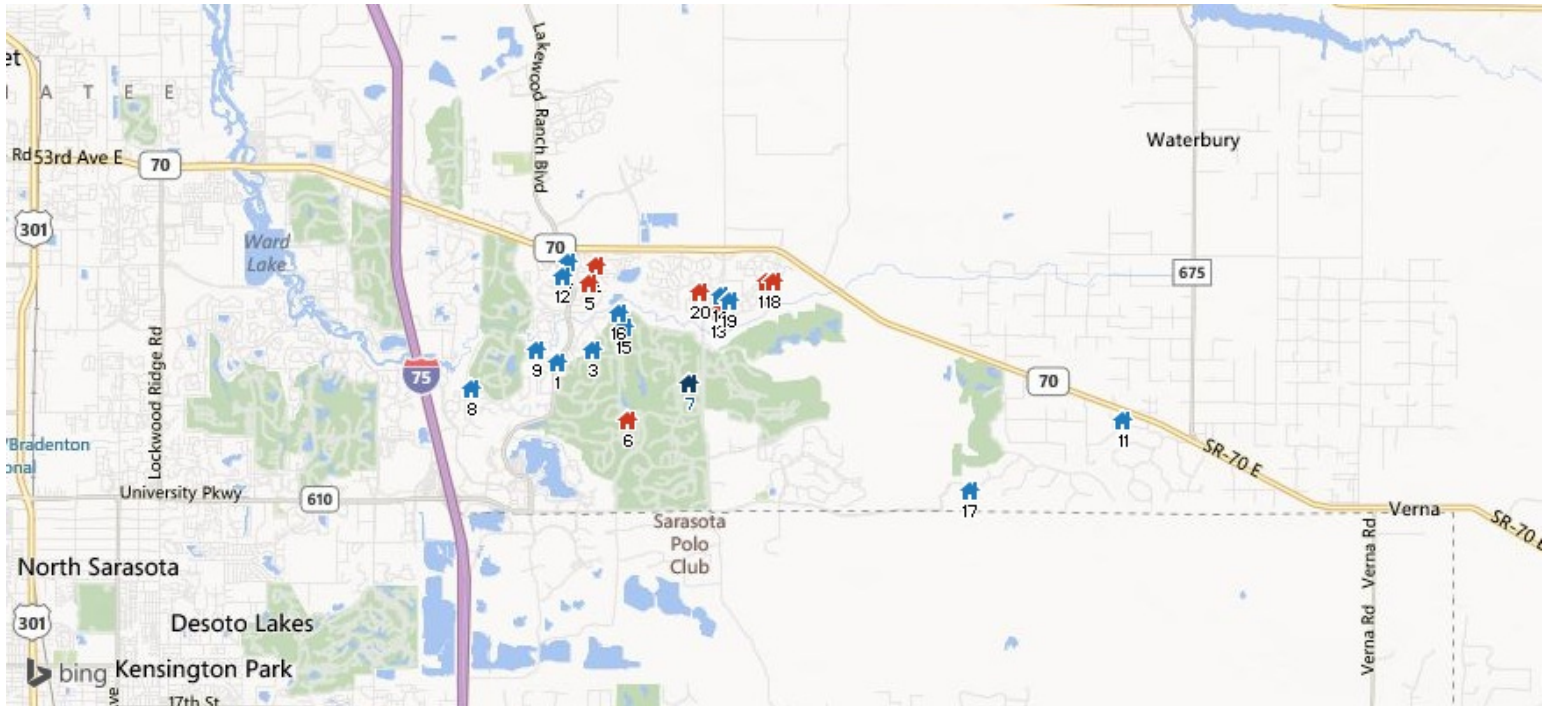 et
A T E E
Rd
53rd Ave E
70
301
Ward
Lake
Lakewood
Ranch Blvd
70
Waterbury
675
12
5
20
13
19
118
16
15
9
1
3
8
7
6
75
Lockwood Ridge Rd
70
11
17
SR-70 E
Verna
SR-70 E
/Bradenton
onal
University Pkwy
610
Sarasota
Polo
Club
North Sarasota
Verna Rd
Verna Rd
301
Desoto Lakes
bing
Kensington Park
ve
17th St